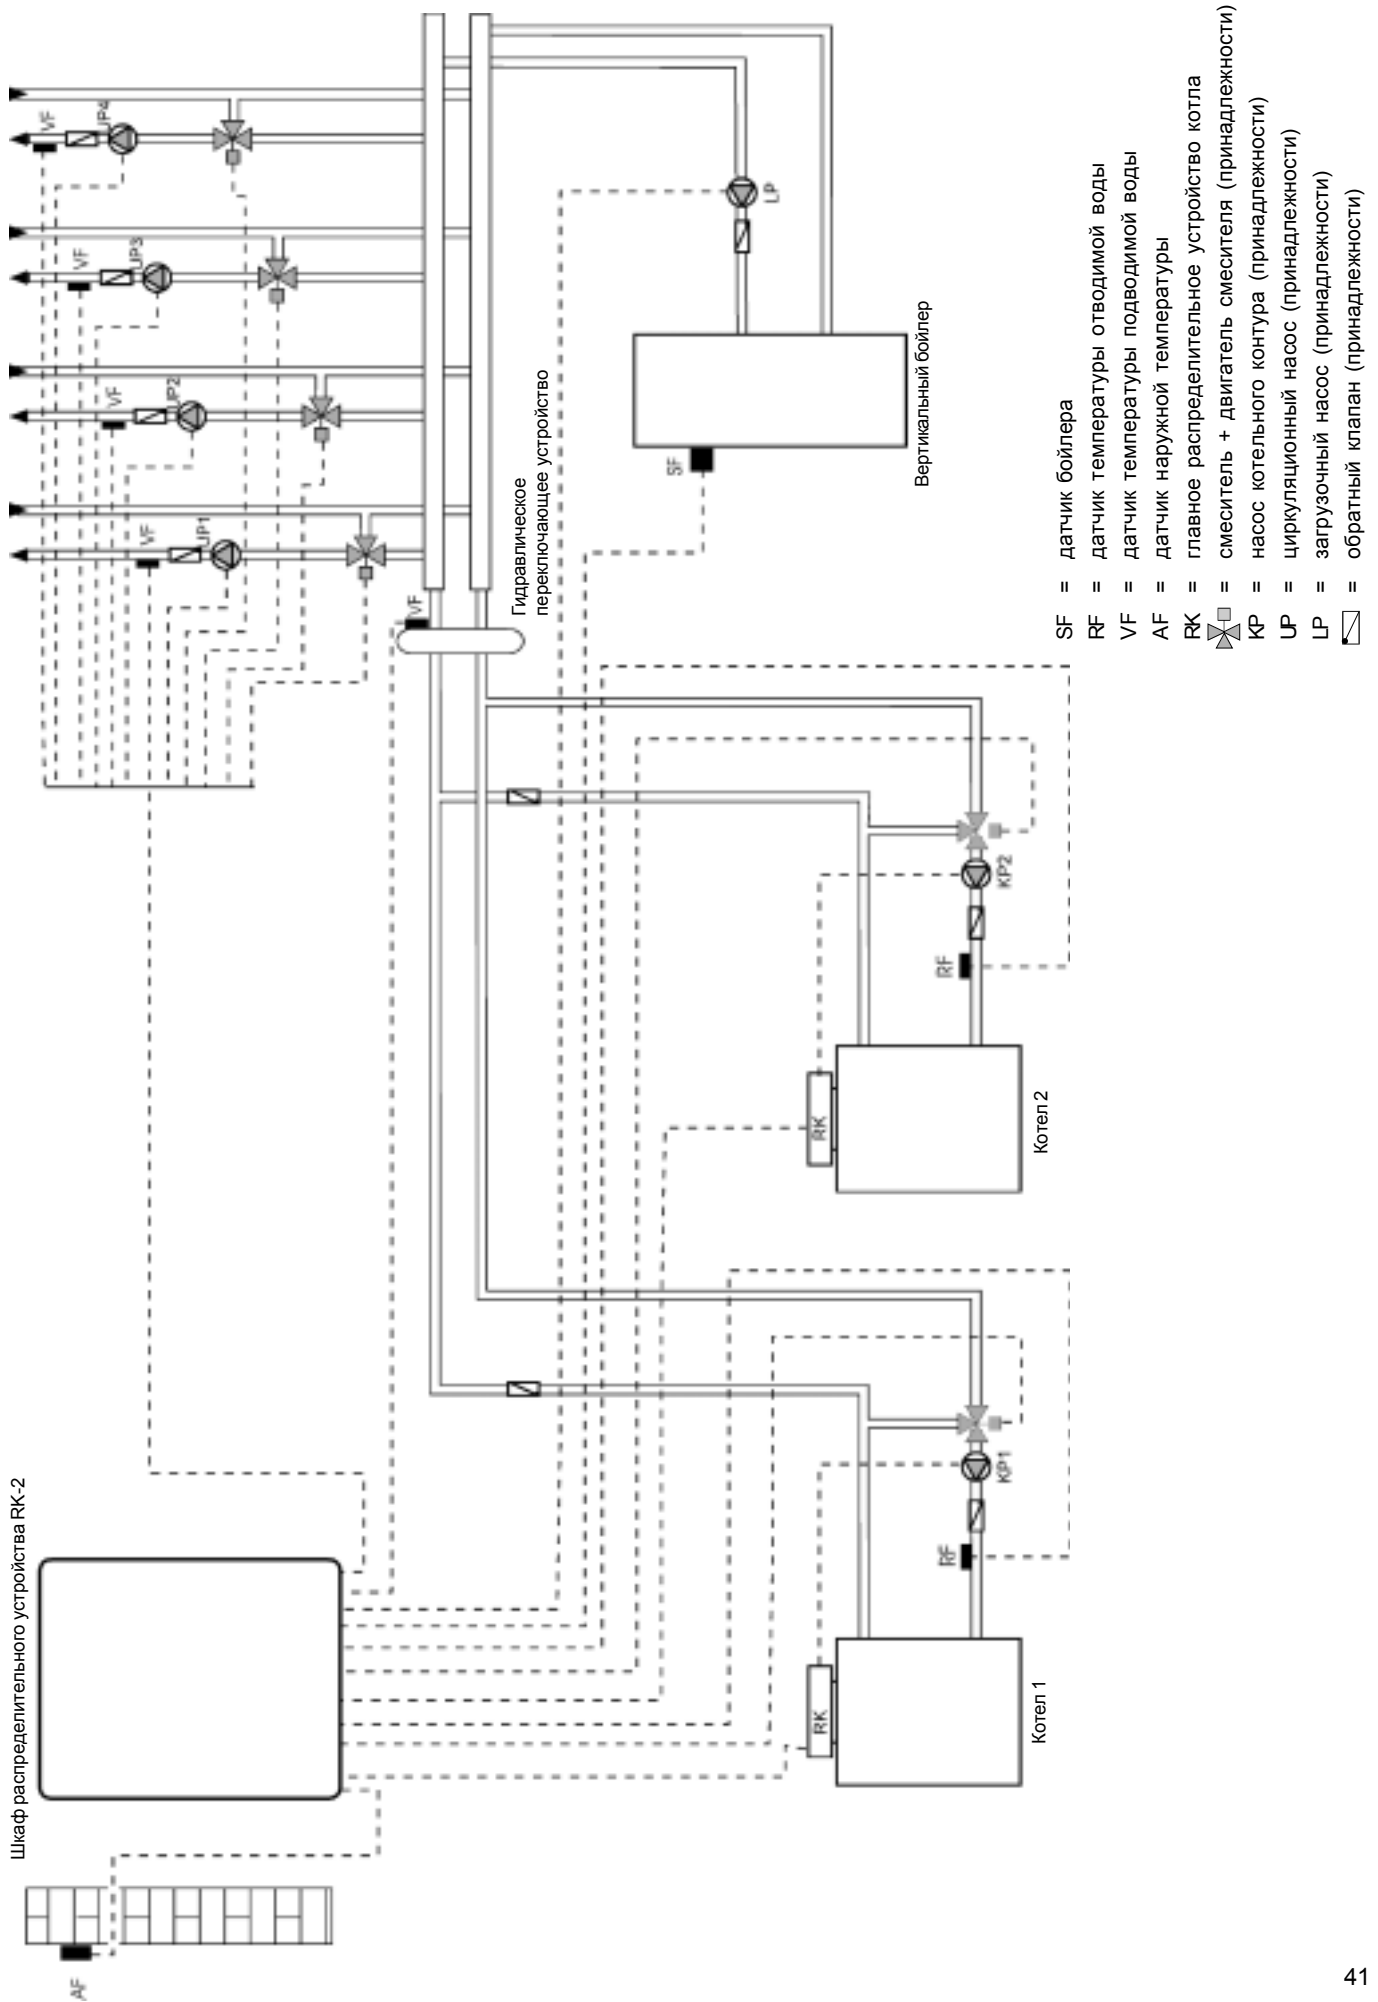 Шкаф распределительного устройства RK-2
AF
VF
UP1
VF
UP2
VF
UP3
VF
UP4
VF
Гидравлическое
переключающее устройство
RK
RF
KP1
Котел 1
RK
RF
KP2
Котел 2
SF
LP
Вертикальный бойлер
SF = датчик бойлера
RF = датчик температуры отводимой воды
VF = датчик температуры подводимой воды
AF = датчик наружной температуры
RK = главное распределительное устройство котла
= смеситель + двигатель смесителя (принадлежности)
KP = насос котельного контура (принадлежности)
UP = циркуляционный насос (принадлежности)
LP = загрузочный насос (принадлежности)
= обратный клапан (принадлежности)
41